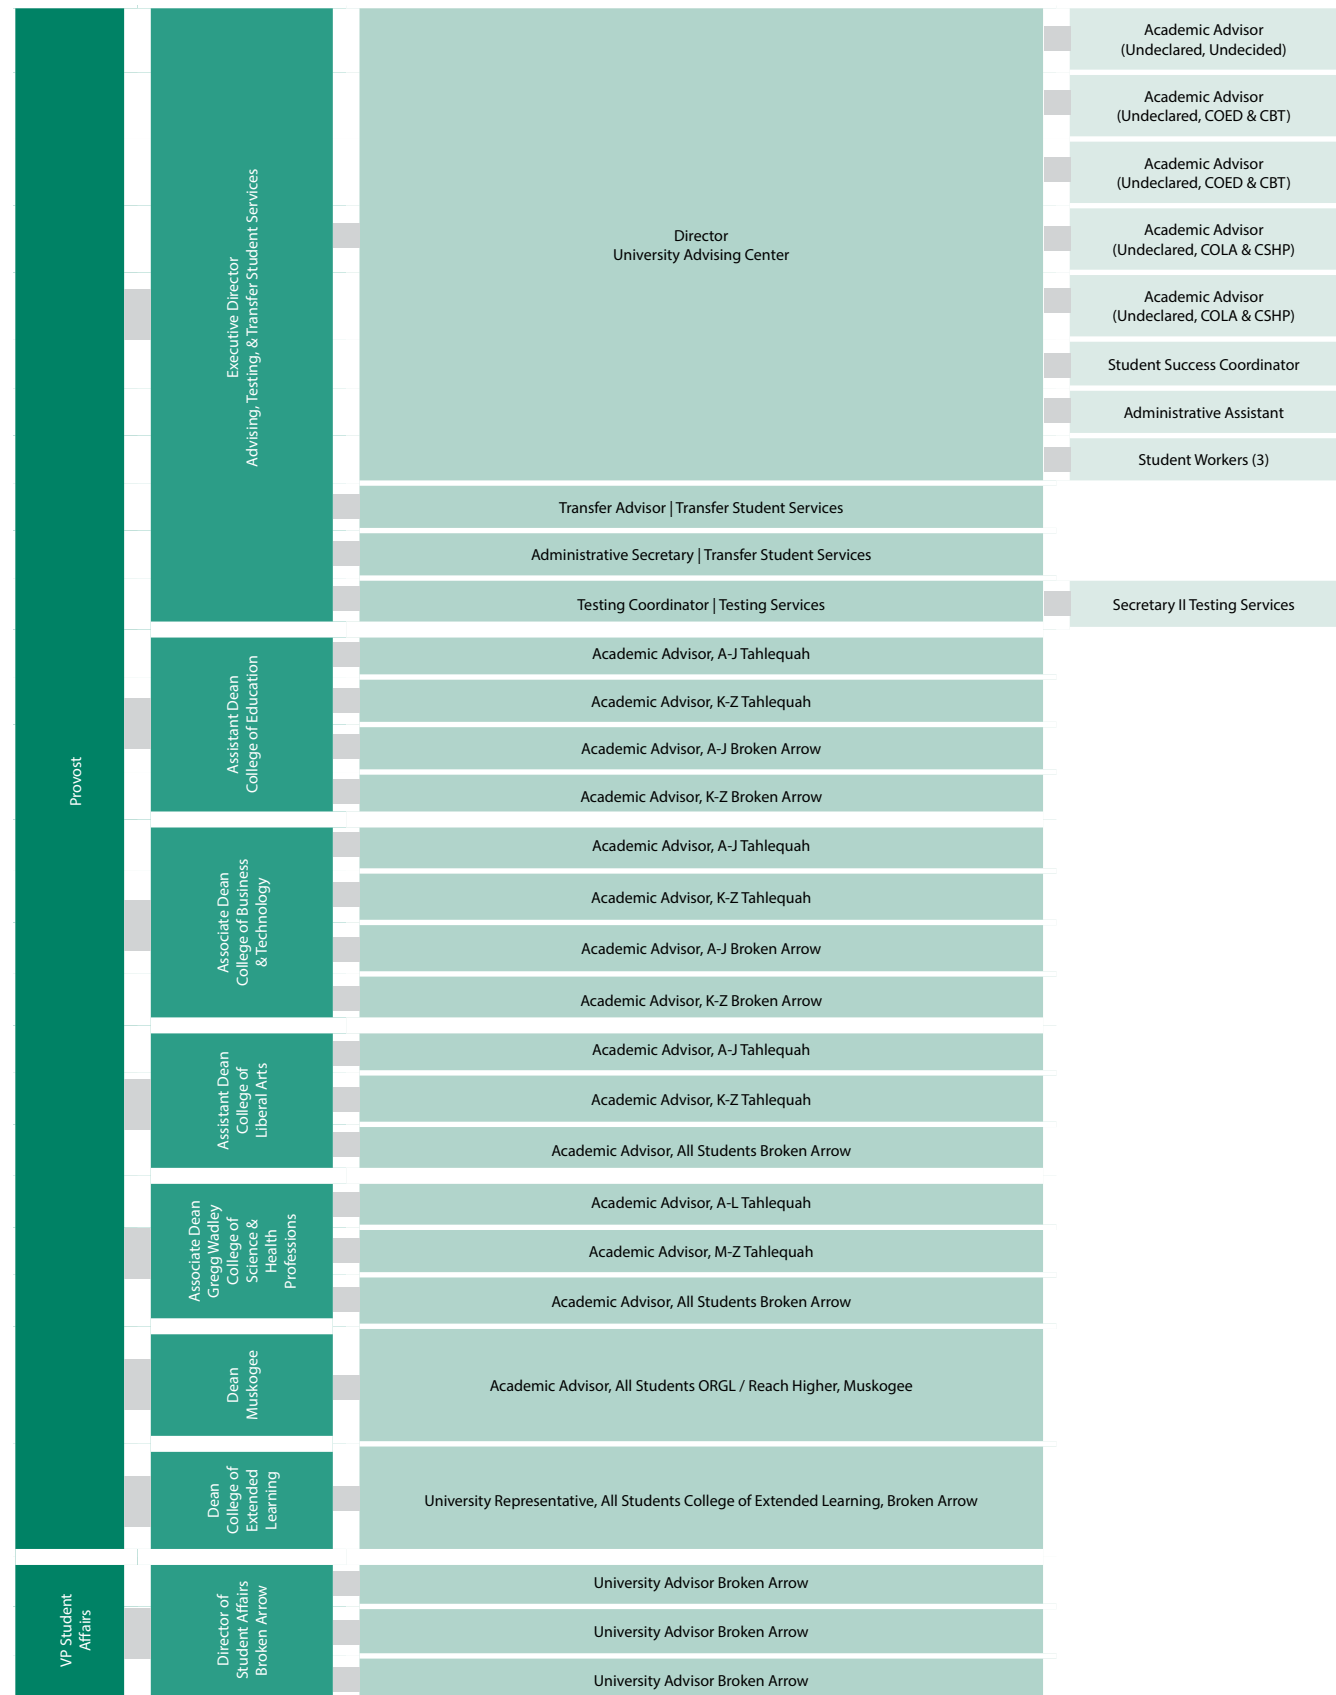 Provost
Executive Director
Advising, Testing, & Transfer Student Services
Director
University Advising Center
Academic Advisor
(Undeclared, Undecided)
Academic Advisor
(Undeclared, COED & CBT)
Academic Advisor
(Undeclared, COED & CBT)
Academic Advisor
(Undeclared, COLA & CSHP)
Academic Advisor
(Undeclared, COLA & CSHP)
Student Success Coordinator
Administrative Assistant
Student Workers (3)
Transfer Advisor | Transfer Student Services
Administrative Secretary | Transfer Student Services
Testing Coordinator | Testing Services
Secretary II Testing Services
Assistant Dean
College of Education
Academic Advisor, A-J Tahlequah
Academic Advisor, K-Z Tahlequah
Academic Advisor, A-J Broken Arrow
Academic Advisor, K-Z Broken Arrow
Associate Dean
College of Business
& Technology
Academic Advisor, A-J Tahlequah
Academic Advisor, K-Z Tahlequah
Academic Advisor, A-J Broken Arrow
Academic Advisor, K-Z Broken Arrow
Assistant Dean
College of
Liberal Arts
Academic Advisor, A-J Tahlequah
Academic Advisor, K-Z Tahlequah
Academic Advisor, All Students Broken Arrow
Associate Dean
Gregg Wadley
College of
Science &
Health
Professions
Academic Advisor, A-L Tahlequah
Academic Advisor, M-Z Tahlequah
Academic Advisor, All Students Broken Arrow
Dean
Muskogee
Academic Advisor, All Students ORGL / Reach Higher, Muskogee
Dean
College of
Extended
Learning
University Representative, All Students College of Extended Learning, Broken Arrow
VP Student
Affairs
Director of
Student Affairs
Broken Arrow
University Advisor Broken Arrow
University Advisor Broken Arrow
University Advisor Broken Arrow